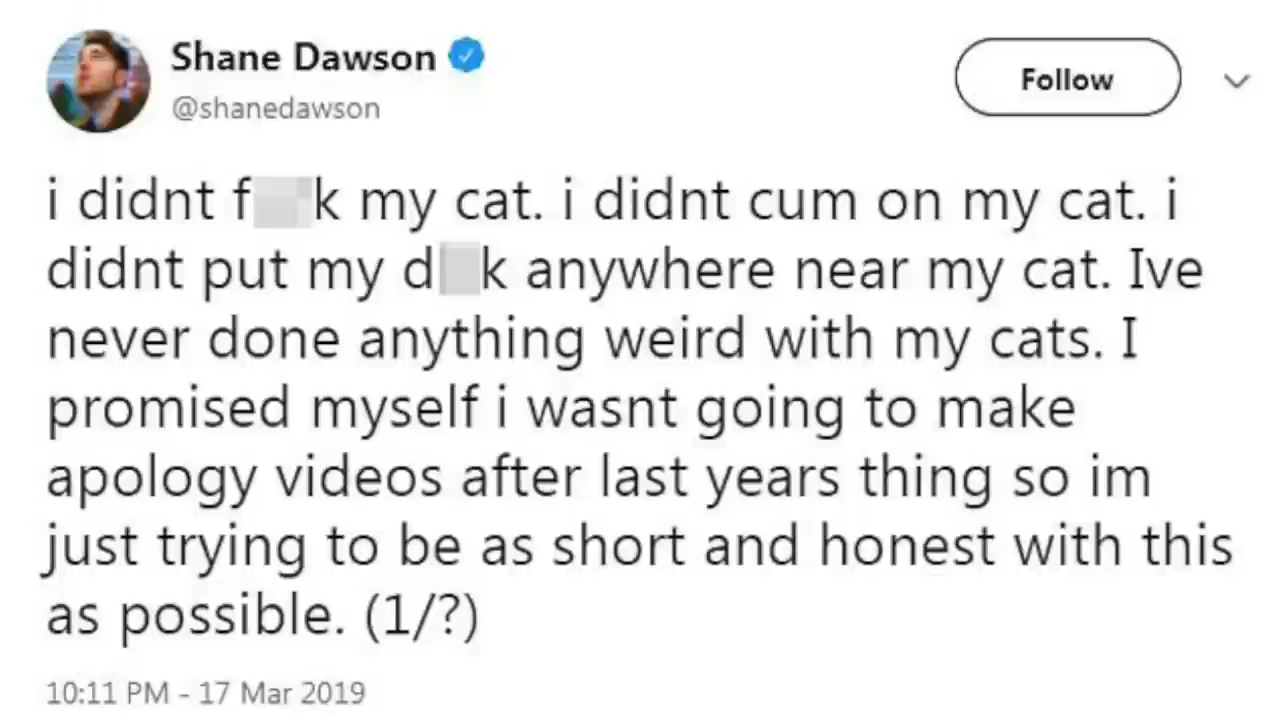 Shane Dawson
@shanedawson
Follow
i didnt f k my cat. i didnt cum on my cat. i
didnt put my d k anywhere near my cat. Ive
never done anything weird with my cats. I
promised myself i wasnt going to make
apology videos after last years thing so im
just trying to be as short and honest with this
as possible. (1/?)
10:11 PM - 17 Mar 2019